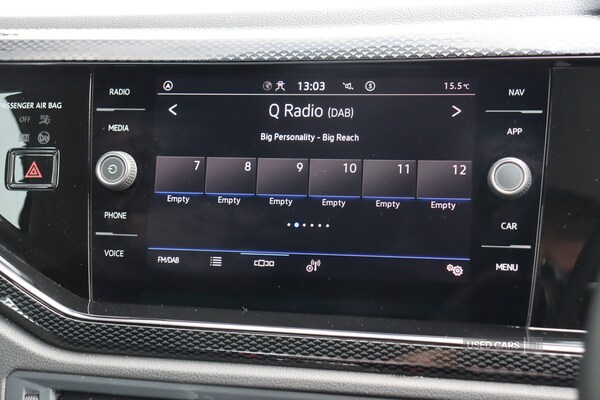 PASSENGER AIR BAG
OFF
RADIO
MEDIA
PHONE
VOICE
13:03
15.5°C
Q Radio (DAB)
Big Personality - Big Reach
7 8 9 10 11 12
Empty Empty Empty Empty Empty Empty
FM/DAB
NAV
APP
CAR
MENU
USED CARS